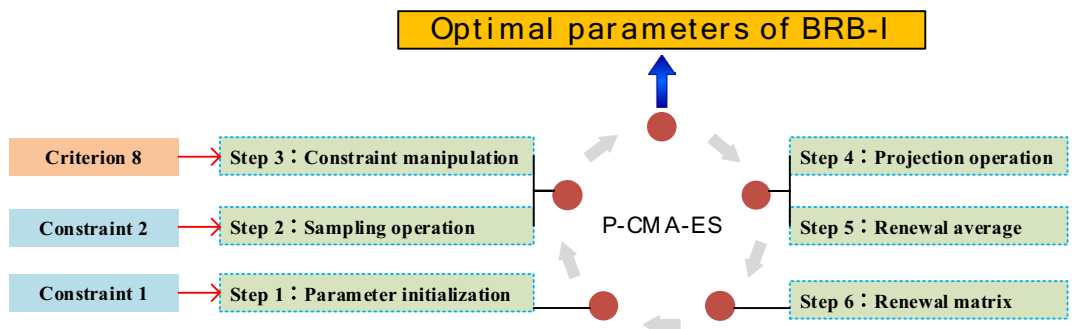 Optimal parameters of BRB-I
Criterion 8
Step 3：Constraint manipulation
Step 4：Projection operation
Constraint 2
Step 2：Sampling operation
P-CMA-ES
Step 5：Renewal average
Constraint 1
Step 1：Parameter initialization
Step 6：Renewal matrix